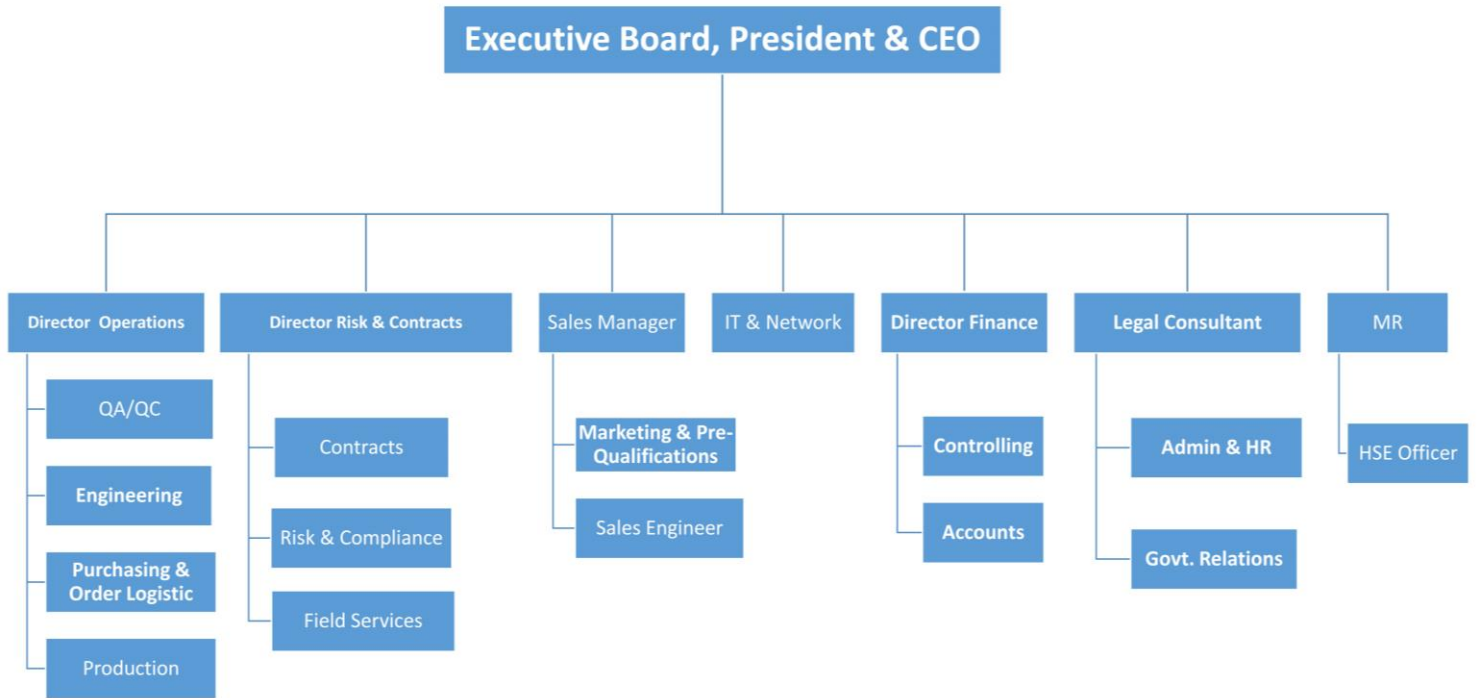 Executive Board, President & CEO
Director Operations
Director Risk & Contracts
Sales Manager
IT & Network
Director Finance
Legal Consultant
MR
QA/QC
Engineering
Purchasing &
Order Logistic
Production
Contracts
Risk & Compliance
Field Services
Marketing & Pre-
Qualifications
Sales Engineer
Controlling
Accounts
Admin & HR
Govt. Relations
HSE Officer